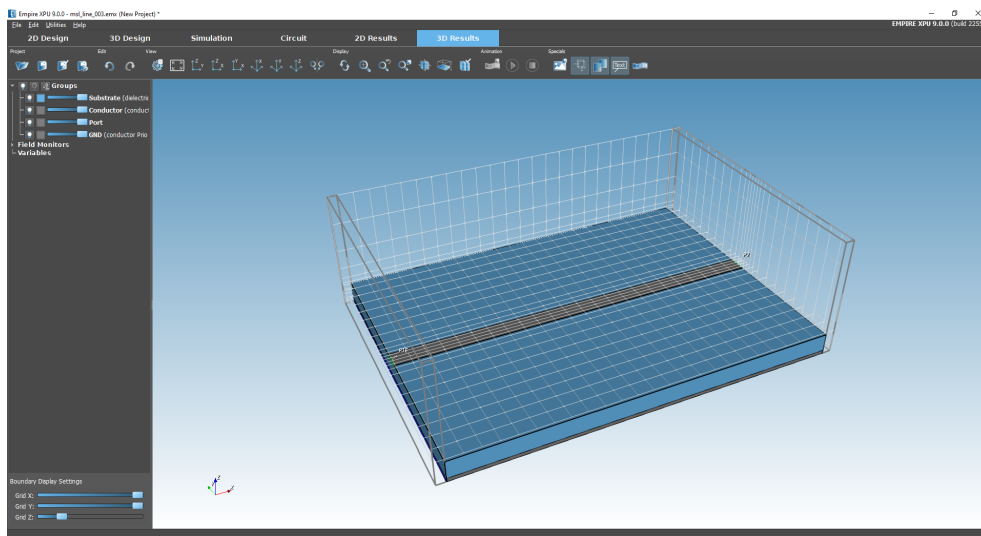 Empire XPU 9.0.0 - msl_line_003.emx (New Project) *
File Edit Utilities Help
EMPIRE XPU 9.0.0 (build 2253
2D Design 3D Design Simulation Circuit 2D Results 3D Results
Project Edit View Display Animation Specials
Text
Groups
Substrate (dielectri
Conductor (conduct
Port
GND (conductor Prio
Field Monitors
Variables
Boundary Display Settings
Grid X:
Grid Y:
Grid Z: